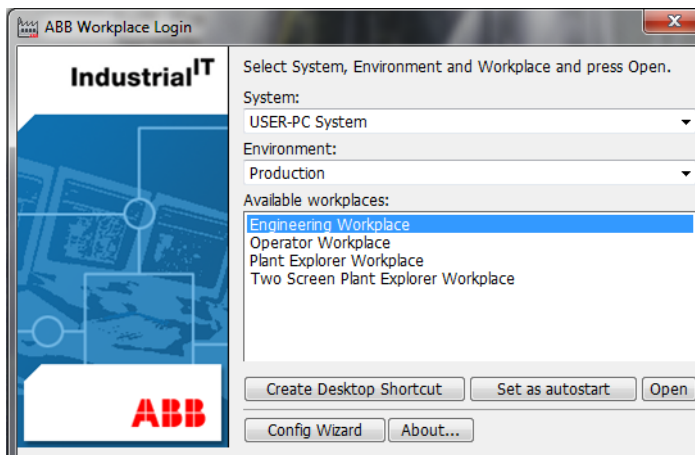 ABB Workplace Login
Industrial IT
Select System, Environment and Workplace and press Open.
System:
USER-PC System
Environment:
Production
Available workplaces:
Engineering Workplace
Operator Workplace
Plant Explorer Workplace
Two Screen Plant Explorer Workplace
Create Desktop Shortcut Set as autostart Open
ABB
Config Wizard About...